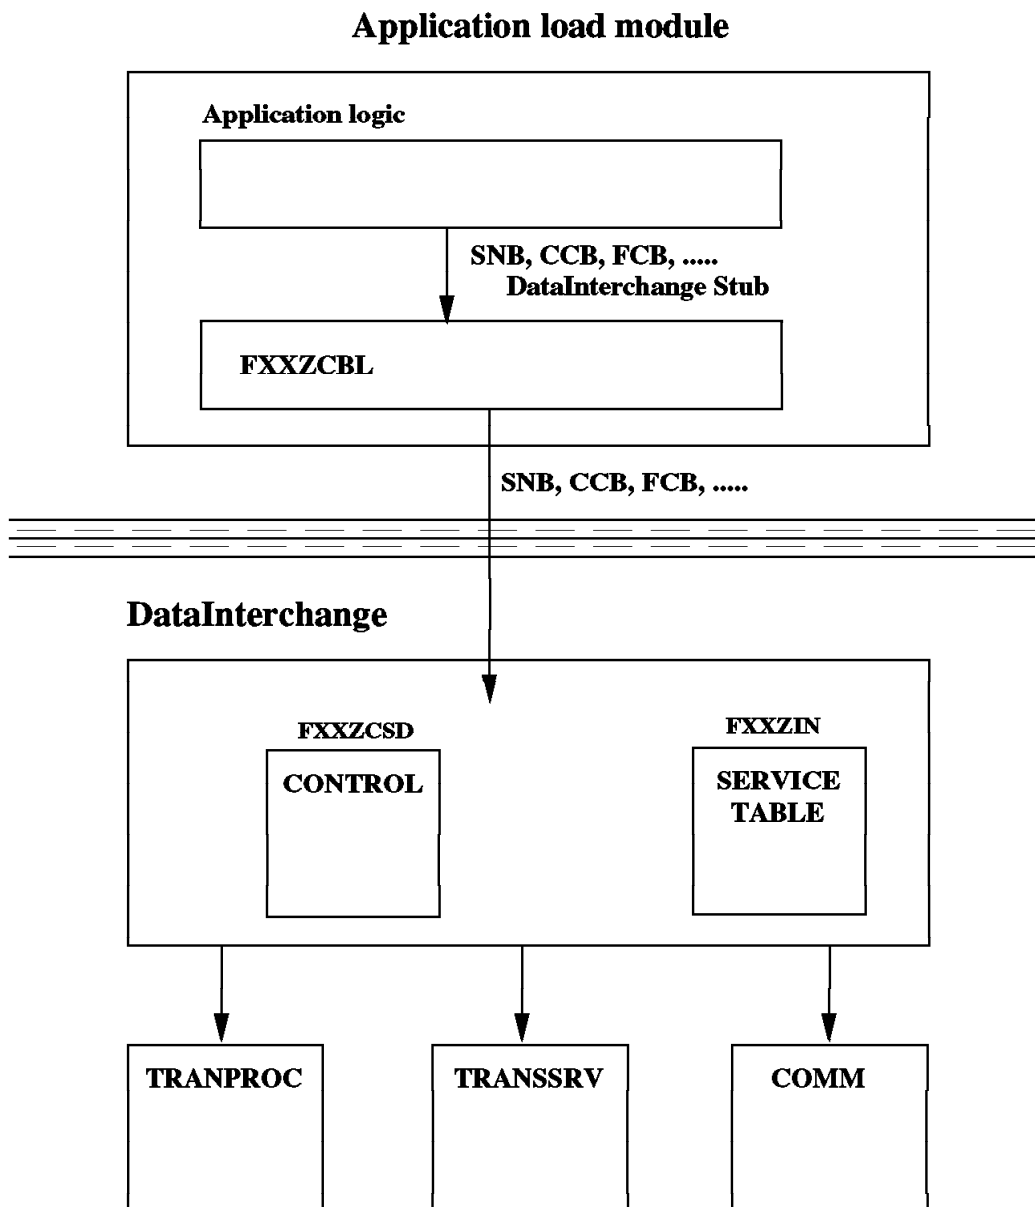 Application load module
Application logic
SNB, CCB, FCB, .....
DataInterchange Stub
FXXZCBL
SNB, CCB, FCB, .....
DataInterchange
FXXZCSD
FXXZIN
CONTROL
SERVICE
TABLE
TRANPROC
TRANSSRV
COMM